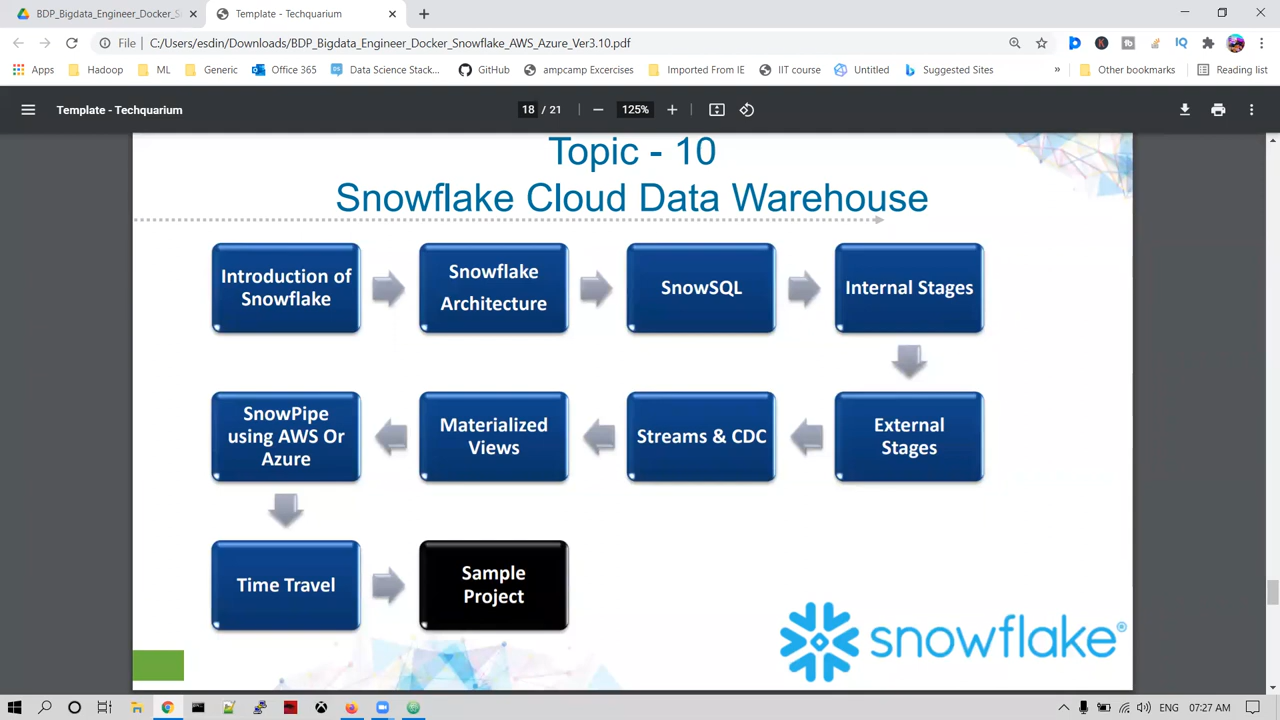 BDP_Bigdata_Engineer_Docker_S
Template - Techquarium
File
C:/Users/esdin/Downloads/BDP_Bigdata_Engineer_Docker_Snowflake_AWS_Azure_Ver3.10.pdf
Apps
Hadoop
ML
Generic
Office 365
Data Science Stack...
GitHub
ampcamp Excercises
Imported From IE
IIT course
Untitled
Suggested Sites
»
Other bookmarks
Reading list
Template - Techquarium
18 / 21
125%
Topic - 10
Snowflake Cloud Data Warehouse
Introduction of
Snowflake
Snowflake
Architecture
SnowSQL
Internal Stages
External
Stages
Streams & CDC
Materialized
Views
SnowPipe
using AWS Or
Azure
Time Travel
Sample
Project
snowflake®
ENG
07:27 AM